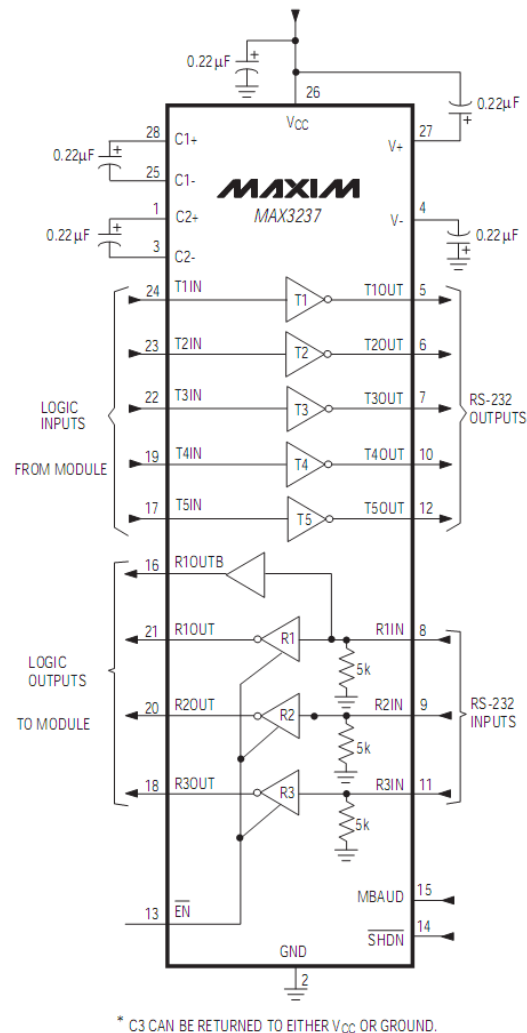 0.22µF
26
0.22µF
VCC
28 C1+
27 V+
0.22µF
25 C1-
MAXIM
MAX3237
1 C2+
4 V-
0.22µF
3 C2-
0.22µF
24 T1IN T1 T1OUT 5
23 T2IN T2 T2OUT 6
22 T3IN T3 T3OUT 7
LOGIC
INPUTS
FROM MODULE
RS-232
OUTPUTS
19 T4IN T4 T4OUT 10
17 T5IN T5 T5OUT 12
16 R1OUTB
21 R1OUT R1 R1IN 8
5k
LOGIC
OUTPUTS
TO MODULE
20 R2OUT R2 R2IN 9
5k
RS-232
INPUTS
18 R3OUT R3 R3IN 11
5k
MBAUD 15
13 EN
SHDN 14
GND
2
* C3 CAN BE RETURNED TO EITHER VCC OR GROUND.